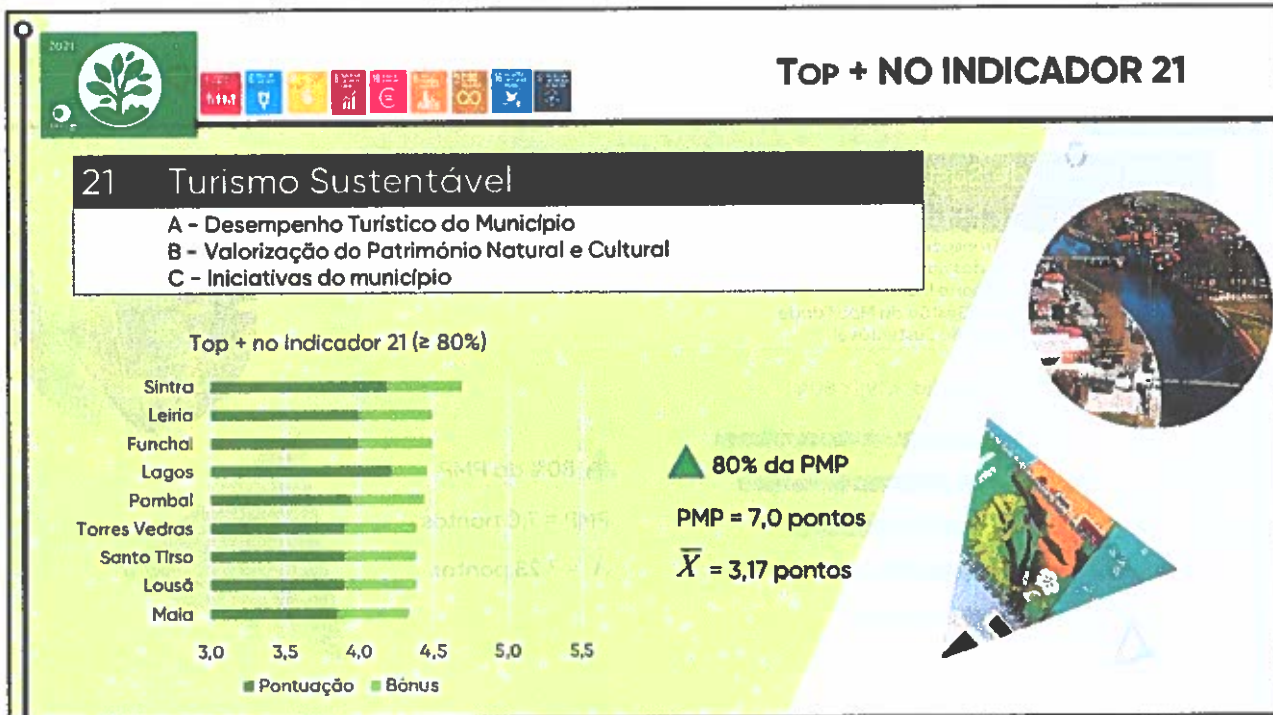 2021
TOP + NO INDICADOR 21
21 Turismo Sustentável
A - Desempenho Turístico do Município
B - Valorização do Património Natural e Cultural
C - Iniciativas do município
Top + no Indicador 21 (≥ 80%)
Sintra
Leiria
Funchal
Lagos
Pombal
Torres Vedras
Santo Tirso
Lousã
Maia
3,0 3,5 4,0 4,5 5,0 5,5
Pontuação Bónus
80% da PMP
PMP = 7,0 pontos
X̅ = 3,17 pontos